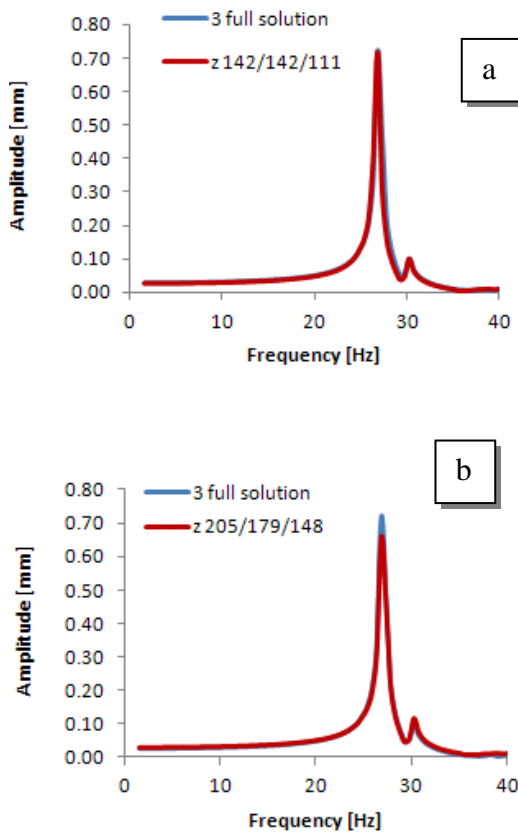 3 full solution
z 142/142/111
a
0.80
0.70
0.60
0.50
0.40
0.30
0.20
0.10
0.00
Amplitude [mm]
0 10 20 30 40
Frequency [Hz]
b
3 full solution
z 205/179/148
0.80
0.70
0.60
0.50
0.40
0.30
0.20
0.10
0.00
Amplitude [mm]
0 10 20 30 40
Frequency [Hz]